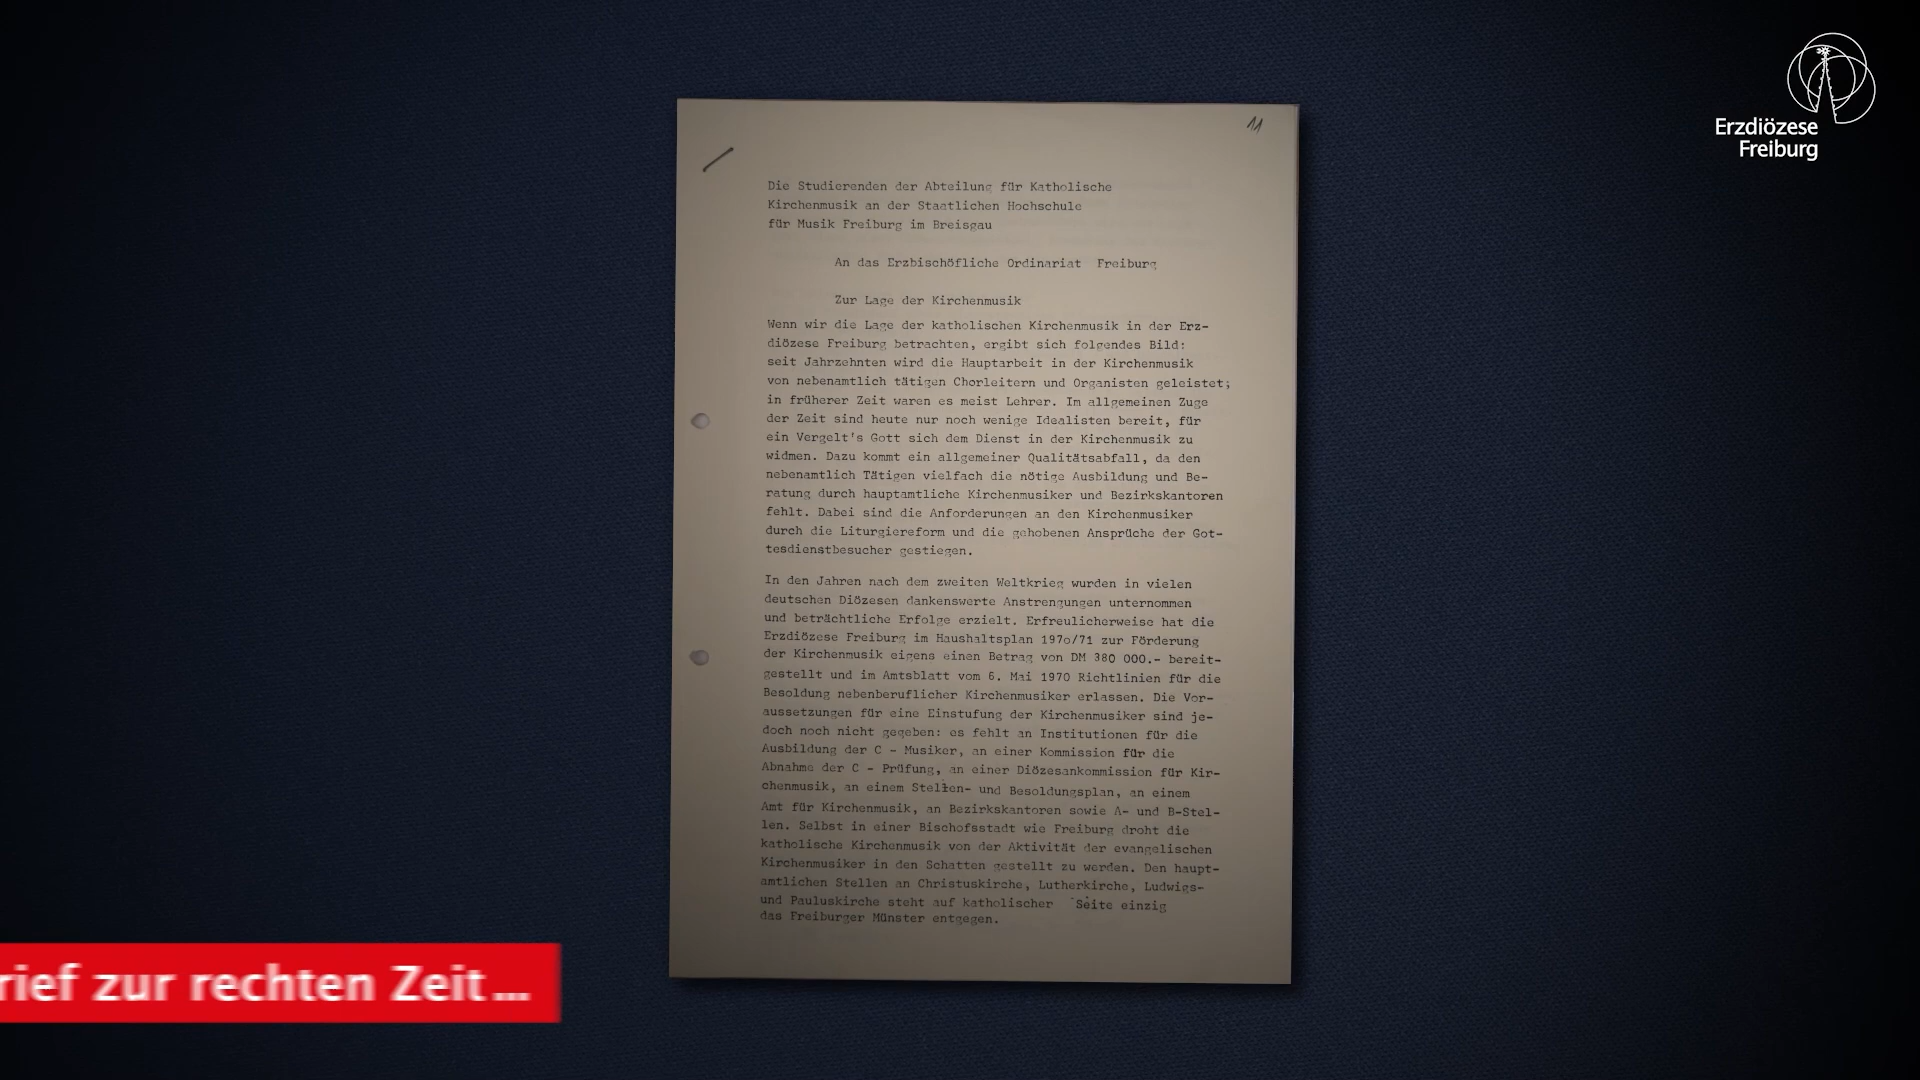 Erzdiözese
Freiburg
11
Die Studierenden der Abteilung für Katholische
Kirchenmusik an der Staatlichen Hochschule
für Musik Freiburg im Breisgau
An das Erzbischöfliche Ordinariat Freiburg
Zur Lage der Kirchenmusik
Wenn wir die Lage der katholischen Kirchenmusik in der Erz-
diözese Freiburg betrachten, ergibt sich folgendes Bild:
seit Jahrzehnten wird die Hauptarbeit in der Kirchenmusik
von nebenamtlich tätigen Chorleitern und Organisten geleistet;
in früherer Zeit waren es meist Lehrer. Im allgemeinen Zuge
der Zeit sind heute nur noch wenige Idealisten bereit, für
ein Vergelt's Gott sich dem Dienst in der Kirchenmusik zu
widmen. Dazu kommt ein allgemeiner Qualitätsabfall, da den
nebenamtlich Tätigen vielfach die nötige Ausbildung und Be-
ratung durch hauptamtliche Kirchenmusiker und Bezirkskantoren
fehlt. Dabei sind die Anforderungen an den Kirchenmusiker
durch die Liturgiereform und die gehobenen Ansprüche der Got-
tesdienstbesucher gestiegen.
In den Jahren nach dem zweiten Weltkrieg wurden in vielen
deutschen Diözesen dankenswerte Anstrengungen unternommen
und beträchtliche Erfolge erzielt. Erfreulicherweise hat die
Erzdiözese Freiburg im Haushaltsplan 197o/71 zur Förderung
der Kirchenmusik eigens einen Betrag von DM 380 000.- bereit-
gestellt und im Amtsblatt vom 6. Mai 1970 Richtlinien für die
Besoldung nebenberuflicher Kirchenmusiker erlassen. Die Vor-
aussetzungen für eine Einstufung der Kirchenmusiker sind je-
doch noch nicht gegeben: es fehlt an Institutionen für die
Ausbildung der C - Musiker, an einer Kommission für die
Abnahme der C - Prüfung, an einer Diözesankommission für Kir-
chenmusik, an einem Stellen- und Besoldungsplan, an einem
Amt für Kirchenmusik, an Bezirkskantoren sowie A- und B-Stel-
len. Selbst in einer Bischofsstadt wie Freiburg droht die
katholische Kirchenmusik von der Aktivität der evangelischen
Kirchenmusiker in den Schatten gestellt zu werden. Den haupt-
amtlichen Stellen an Christuskirche, Lutherkirche, Ludwigs-
und Pauluskirche steht auf katholischer Seite einzig
das Freiburger Münster entgegen.
rief zur rechten Zeit...